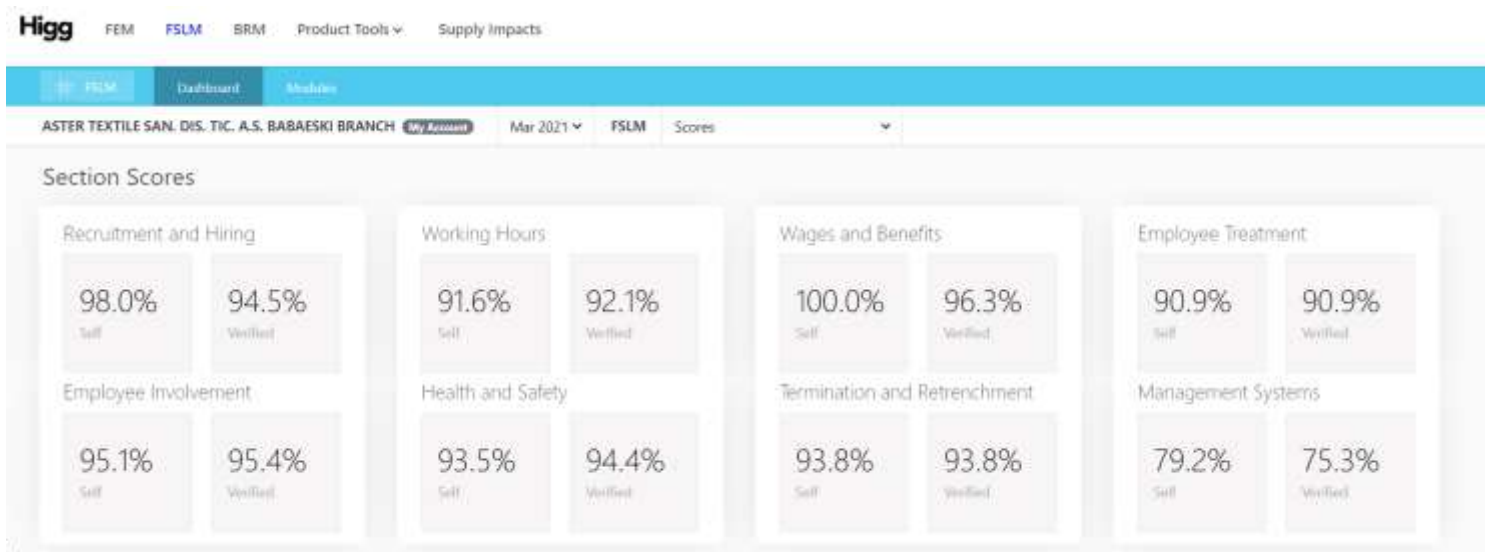 Higg FEM FSLM BRM Product Tools Supply Impacts
FSLM Dashboard Modules
ASTER TEXTILE SAN. DIS. TIC. A.S. BABAESKI BRANCH My Account Mar 2021 FSLM Scores
Section Scores
Recruitment and Hiring Working Hours Wages and Benefits Employee Treatment
98.0% 94.5% 91.6% 92.1% 100.0% 96.3% 90.9% 90.9%
Self Verified Self Verified Self Verified Self Verified
Employee Involvement Health and Safety Termination and Retrenchment Management Systems
95.1% 95.4% 93.5% 94.4% 93.8% 93.8% 79.2% 75.3%
Self Verified Self Verified Self Verified Self Verified